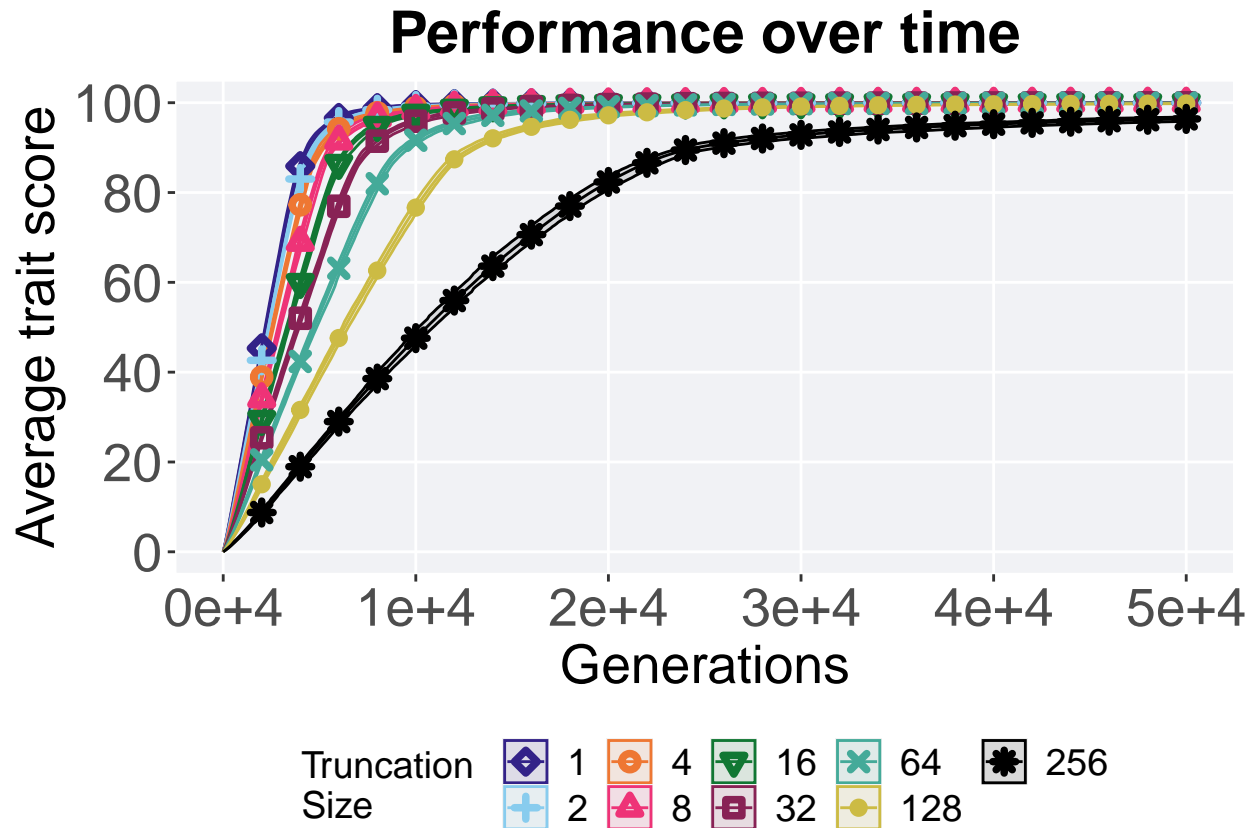 Performance over time
Average trait score
100
80
60
40
20
0
0e+4 1e+4 2e+4 3e+4 4e+4 5e+4
Generations
Truncation
Size
1 4 16 64 256
2 8 32 128